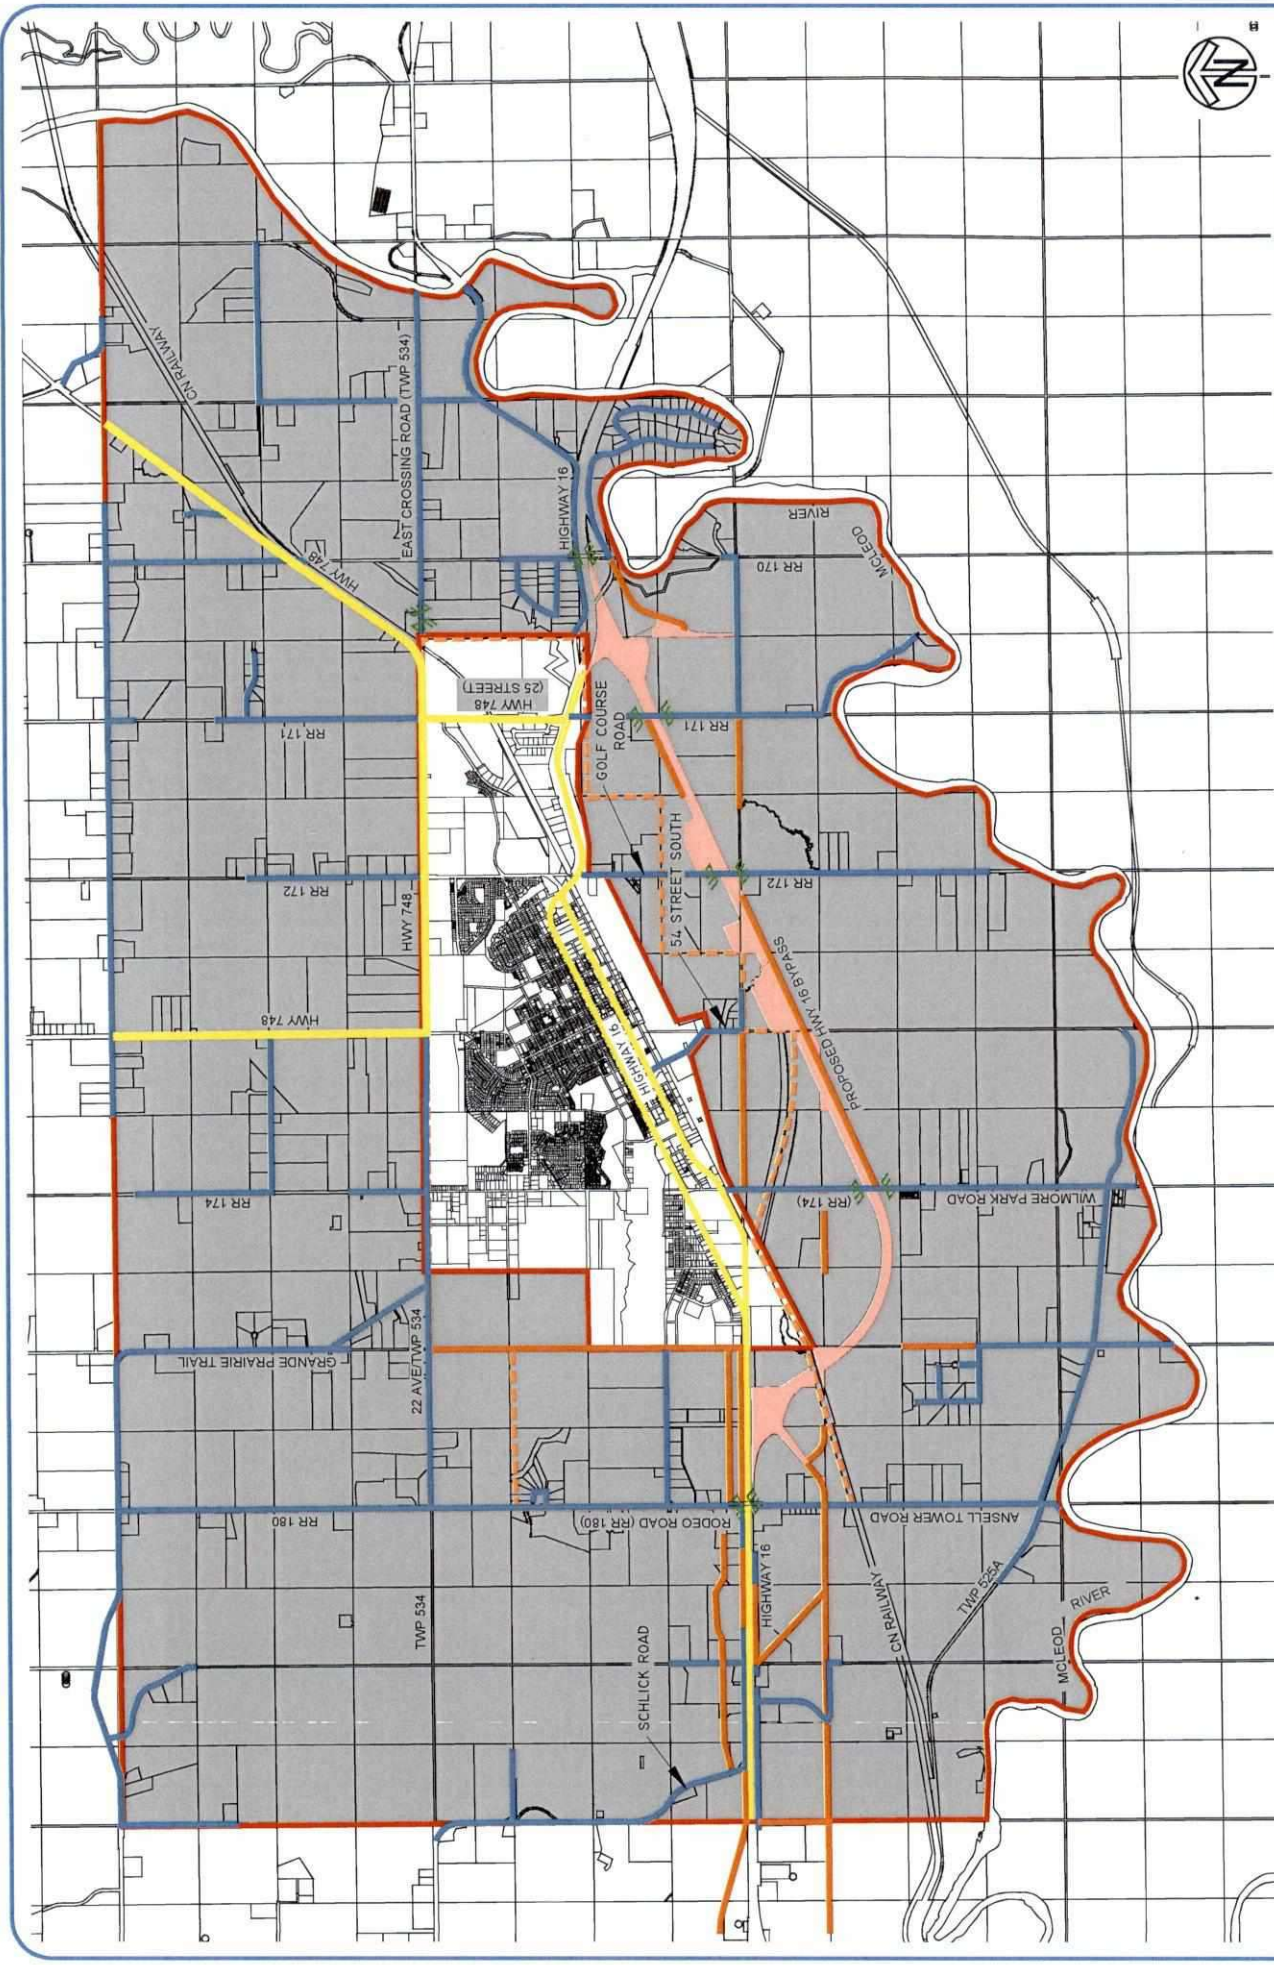 N
CN RAILWAY
EAST CROSSING ROAD (TWP 534)
HIGHWAY 16
HWY 748
RIVER
MCLEOD
RR 170
HWY 748
(25 STREET)
RR 171
GOLF COURSE
ROAD
RR 171
54 STREET SOUTH
RR 172
HWY 748
RR 172
HWY 748
HIGHWAY 16
PROPOSED HWY 16 BYPASS
RR 174
(RR 174)
WILMORE PARK ROAD
GRANDE PRAIRIE TRAIL
22 AVE/TWP 534
RR 180
RODEO ROAD (RR 180)
ANSELL TOWER ROAD
TWP 534
SCHLICK ROAD
HIGHWAY 16
CN RAILWAY
TWP 525A
MCLEOD
RIVER